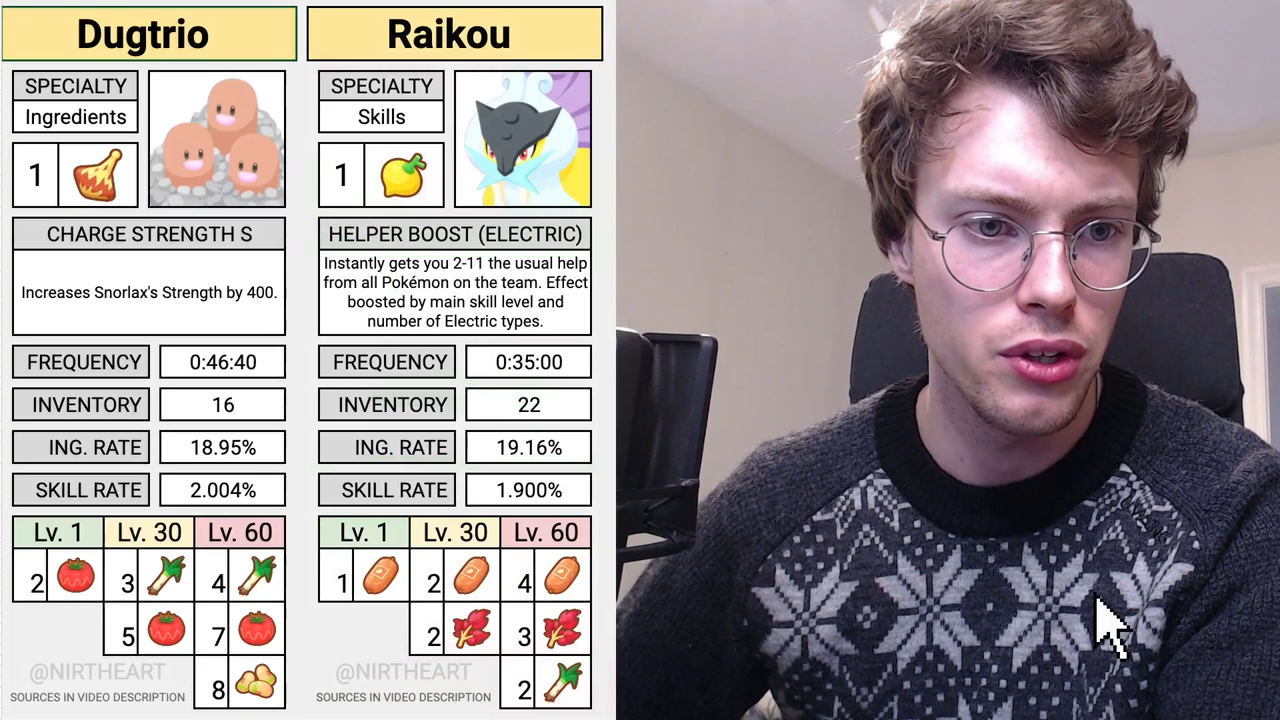 Dugtrio
SPECIALTY
Ingredients
1
CHARGE STRENGTH S
Increases Snorlax's Strength by 400.
FREQUENCY 0:46:40
INVENTORY 16
ING. RATE 18.95%
SKILL RATE 2.004%
Lv. 1 Lv. 30 Lv. 60
2 3 4
5 7
8
@NIRTHEART
SOURCES IN VIDEO DESCRIPTION
Raikou
SPECIALTY
Skills
1
HELPER BOOST (ELECTRIC)
Instantly gets you 2-11 the usual help
from all Pokémon on the team. Effect
boosted by main skill level and
number of Electric types.
FREQUENCY 0:35:00
INVENTORY 22
ING. RATE 19.16%
SKILL RATE 1.900%
Lv. 1 Lv. 30 Lv. 60
1 2 4
2 3
2
@NIRTHEART
SOURCES IN VIDEO DESCRIPTION